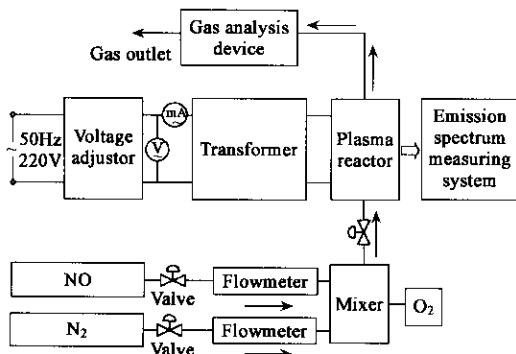 Gas analysis
device
Gas outlet
50Hz
220V
~
Voltage
adjustor
mA
V
Transformer
Plasma
reactor
Emission
spectrum
measuring
system
NO
Valve
Flowmeter
N₂
Valve
Flowmeter
Mixer
O₂